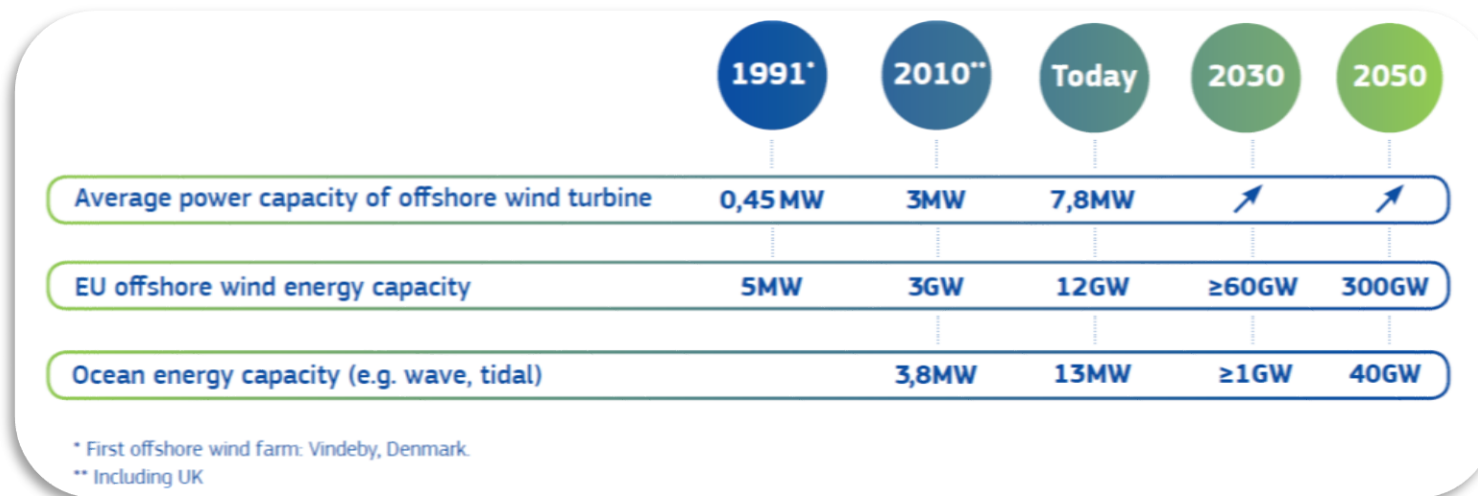 1991* 2010** Today 2030 2050
Average power capacity of offshore wind turbine 0,45 MW 3MW 7,8MW
EU offshore wind energy capacity 5MW 3GW 12GW ≥60GW 300GW
Ocean energy capacity (e.g. wave, tidal) 3,8MW 13MW ≥1GW 40GW
* First offshore wind farm: Vindeby, Denmark.
** Including UK